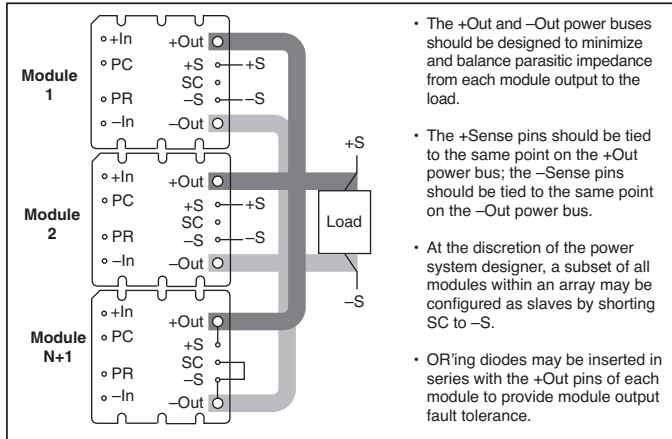 Module
1
+In
PC
PR
–In
+Out
+S
SC
–S
–Out
+S
–S
Module
2
+In
PC
PR
–In
+Out
+S
SC
–S
–Out
+S
–S
Module
N+1
+In
PC
PR
–In
+Out
+S
SC
–S
–Out
+S
Load
–S
• The +Out and –Out power buses
should be designed to minimize
and balance parasitic impedance
from each module output to the
load.
• The +Sense pins should be tied
to the same point on the +Out
power bus; the –Sense pins
should be tied to the same point
on the –Out power bus.
• At the discretion of the power
system designer, a subset of all
modules within an array may be
configured as slaves by shorting
SC to –S.
• OR'ing diodes may be inserted in
series with the +Out pins of each
module to provide module output
fault tolerance.